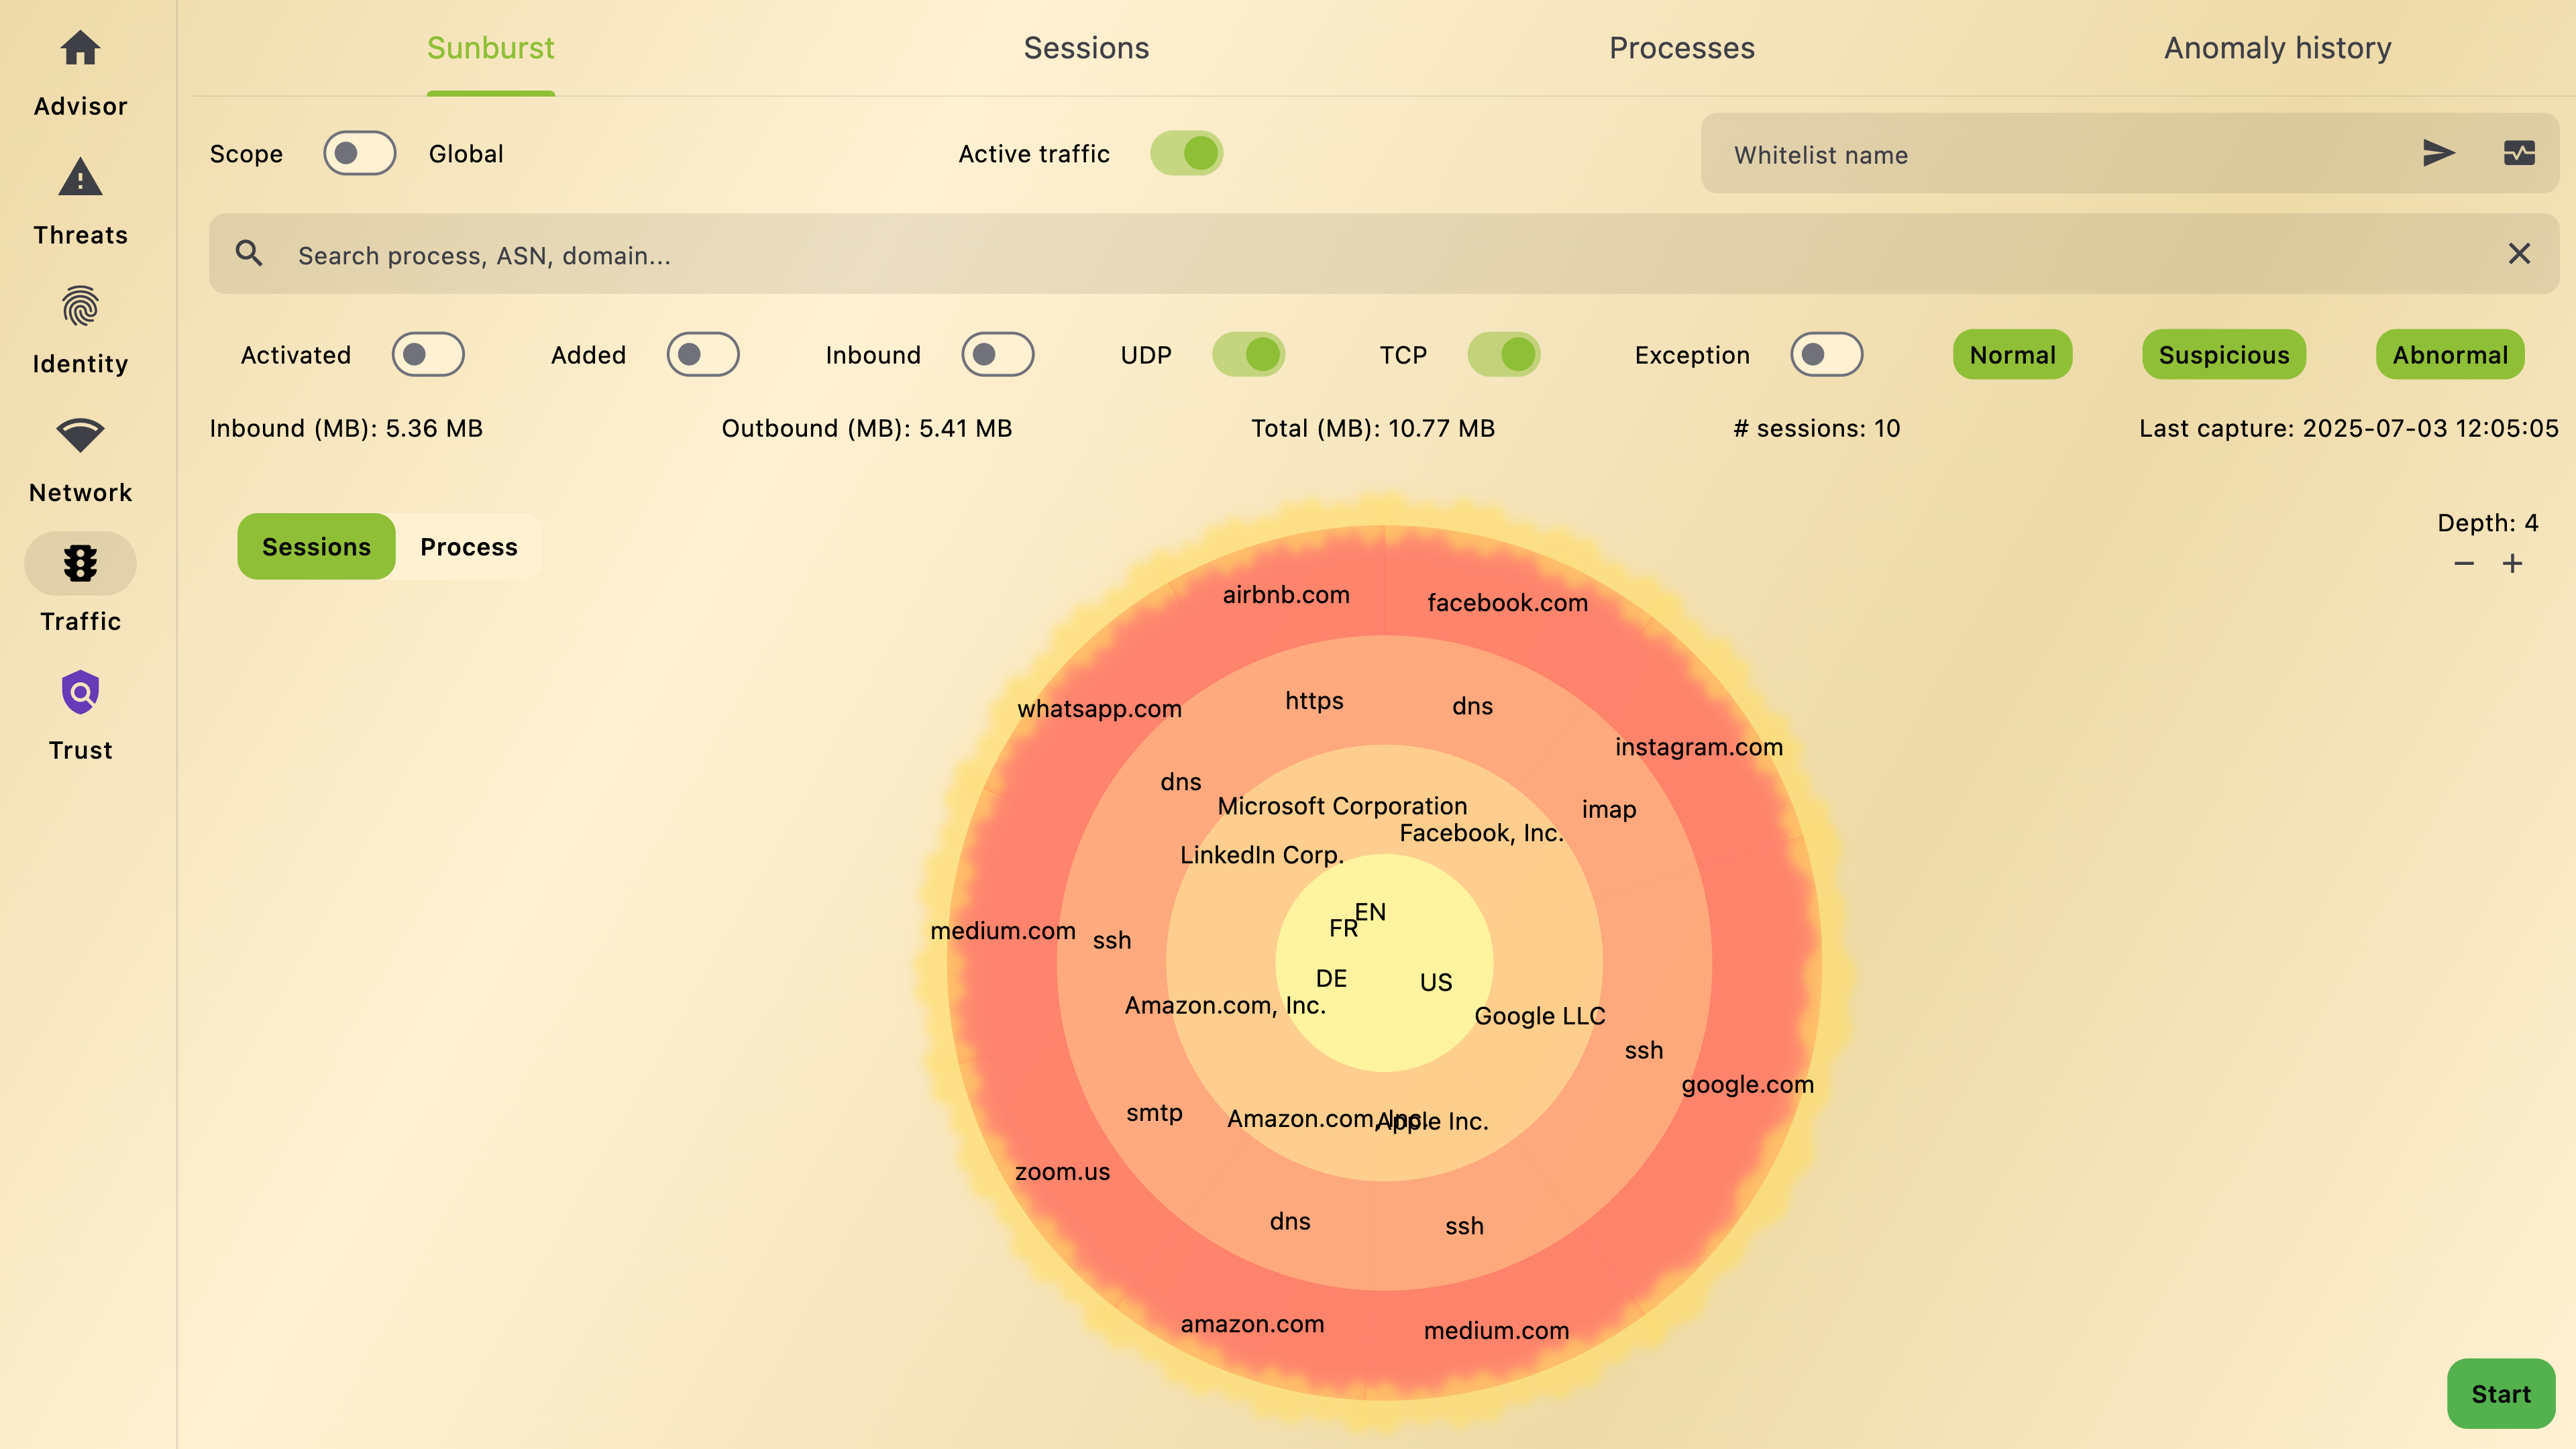 Advisor
Threats
Identity
Network
Traffic
Trust
Sunburst
Sessions
Processes
Anomaly history
Scope Global
Active traffic
Whitelist name
Search process, ASN, domain...
Activated
Added
Inbound
UDP
TCP
Exception
Normal
Suspicious
Abnormal
Inbound (MB): 5.36 MB
Outbound (MB): 5.41 MB
Total (MB): 10.77 MB
# sessions: 10
Last capture: 2025-07-03 12:05:05
Sessions
Process
Depth: 4
− +
airbnb.com
facebook.com
https
dns
whatsapp.com
instagram.com
dns
Microsoft Corporation
imap
Facebook, Inc.
LinkedIn Corp.
EN
FR
medium.com
ssh
DE
US
Amazon.com, Inc.
Google LLC
ssh
google.com
smtp
Amazon.com, Inc.
Apple Inc.
zoom.us
dns
ssh
amazon.com
medium.com
Start